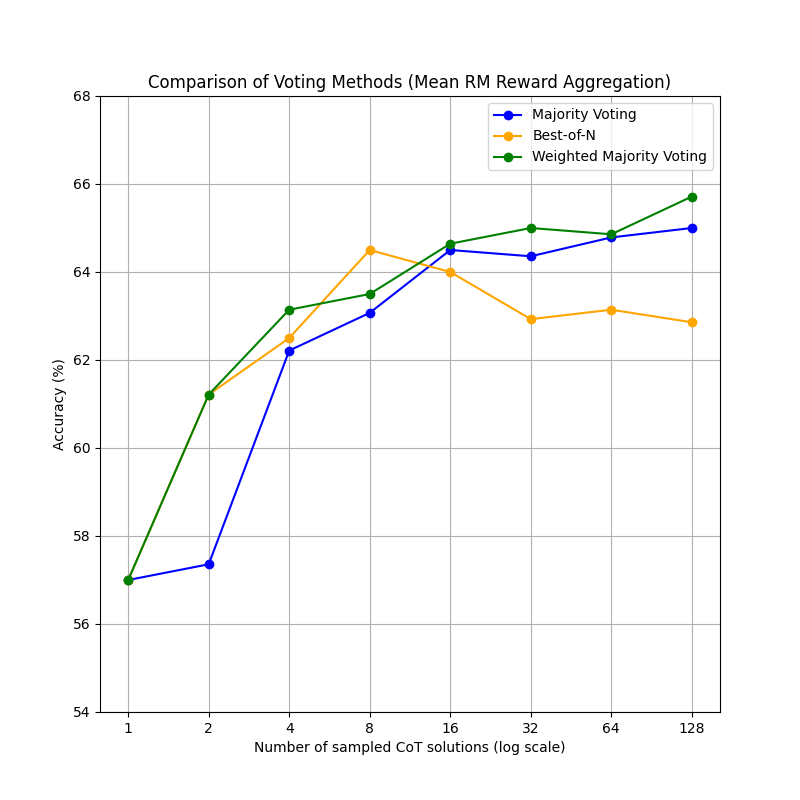 Comparison of Voting Methods (Mean RM Reward Aggregation)
Majority Voting
Best-of-N
Weighted Majority Voting
Accuracy (%)
68
66
64
62
60
58
56
54
1 2 4 8 16 32 64 128
Number of sampled CoT solutions (log scale)